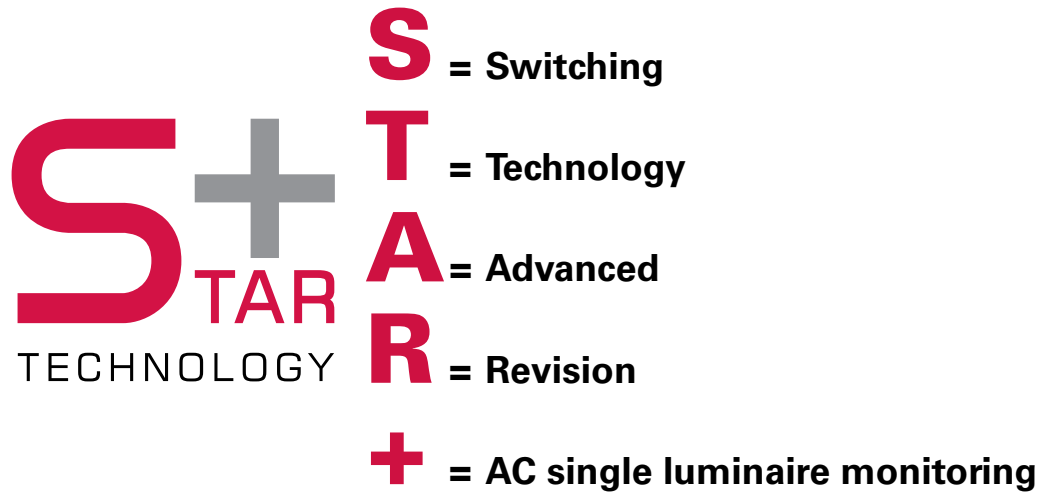 S+TAR
TECHNOLOGY
S = Switching
T = Technology
A = Advanced
R = Revision
+ = AC single luminaire monitoring